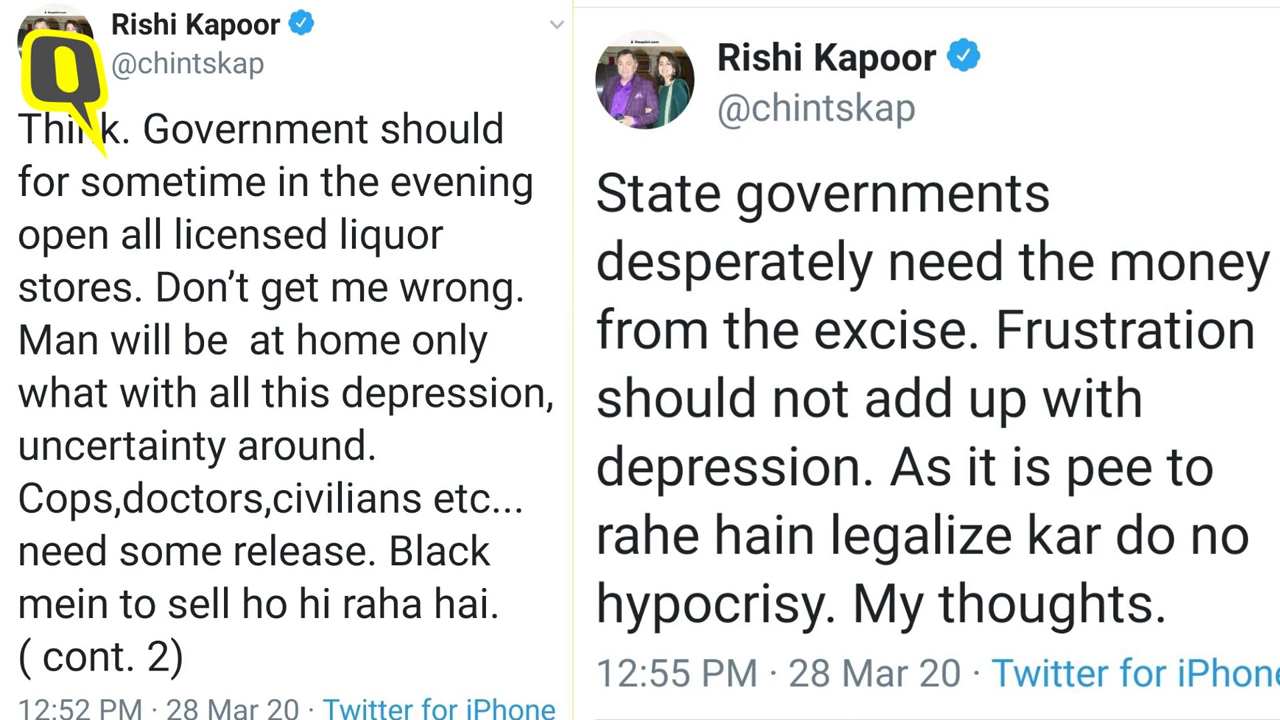 Rishi Kapoor
@chintskap
Think. Government should
for sometime in the evening
open all licensed liquor
stores. Don’t get me wrong.
Man will be  at home only
what with all this depression,
uncertainty around.
Cops,doctors,civilians etc...
need some release. Black
mein to sell ho hi raha hai.
( cont. 2)
12:52 PM · 28 Mar 20 · Twitter for iPhone
Rishi Kapoor
@chintskap
State governments
desperately need the money
from the excise. Frustration
should not add up with
depression. As it is pee to
rahe hain legalize kar do no
hypocrisy. My thoughts.
12:55 PM · 28 Mar 20 · Twitter for iPhone